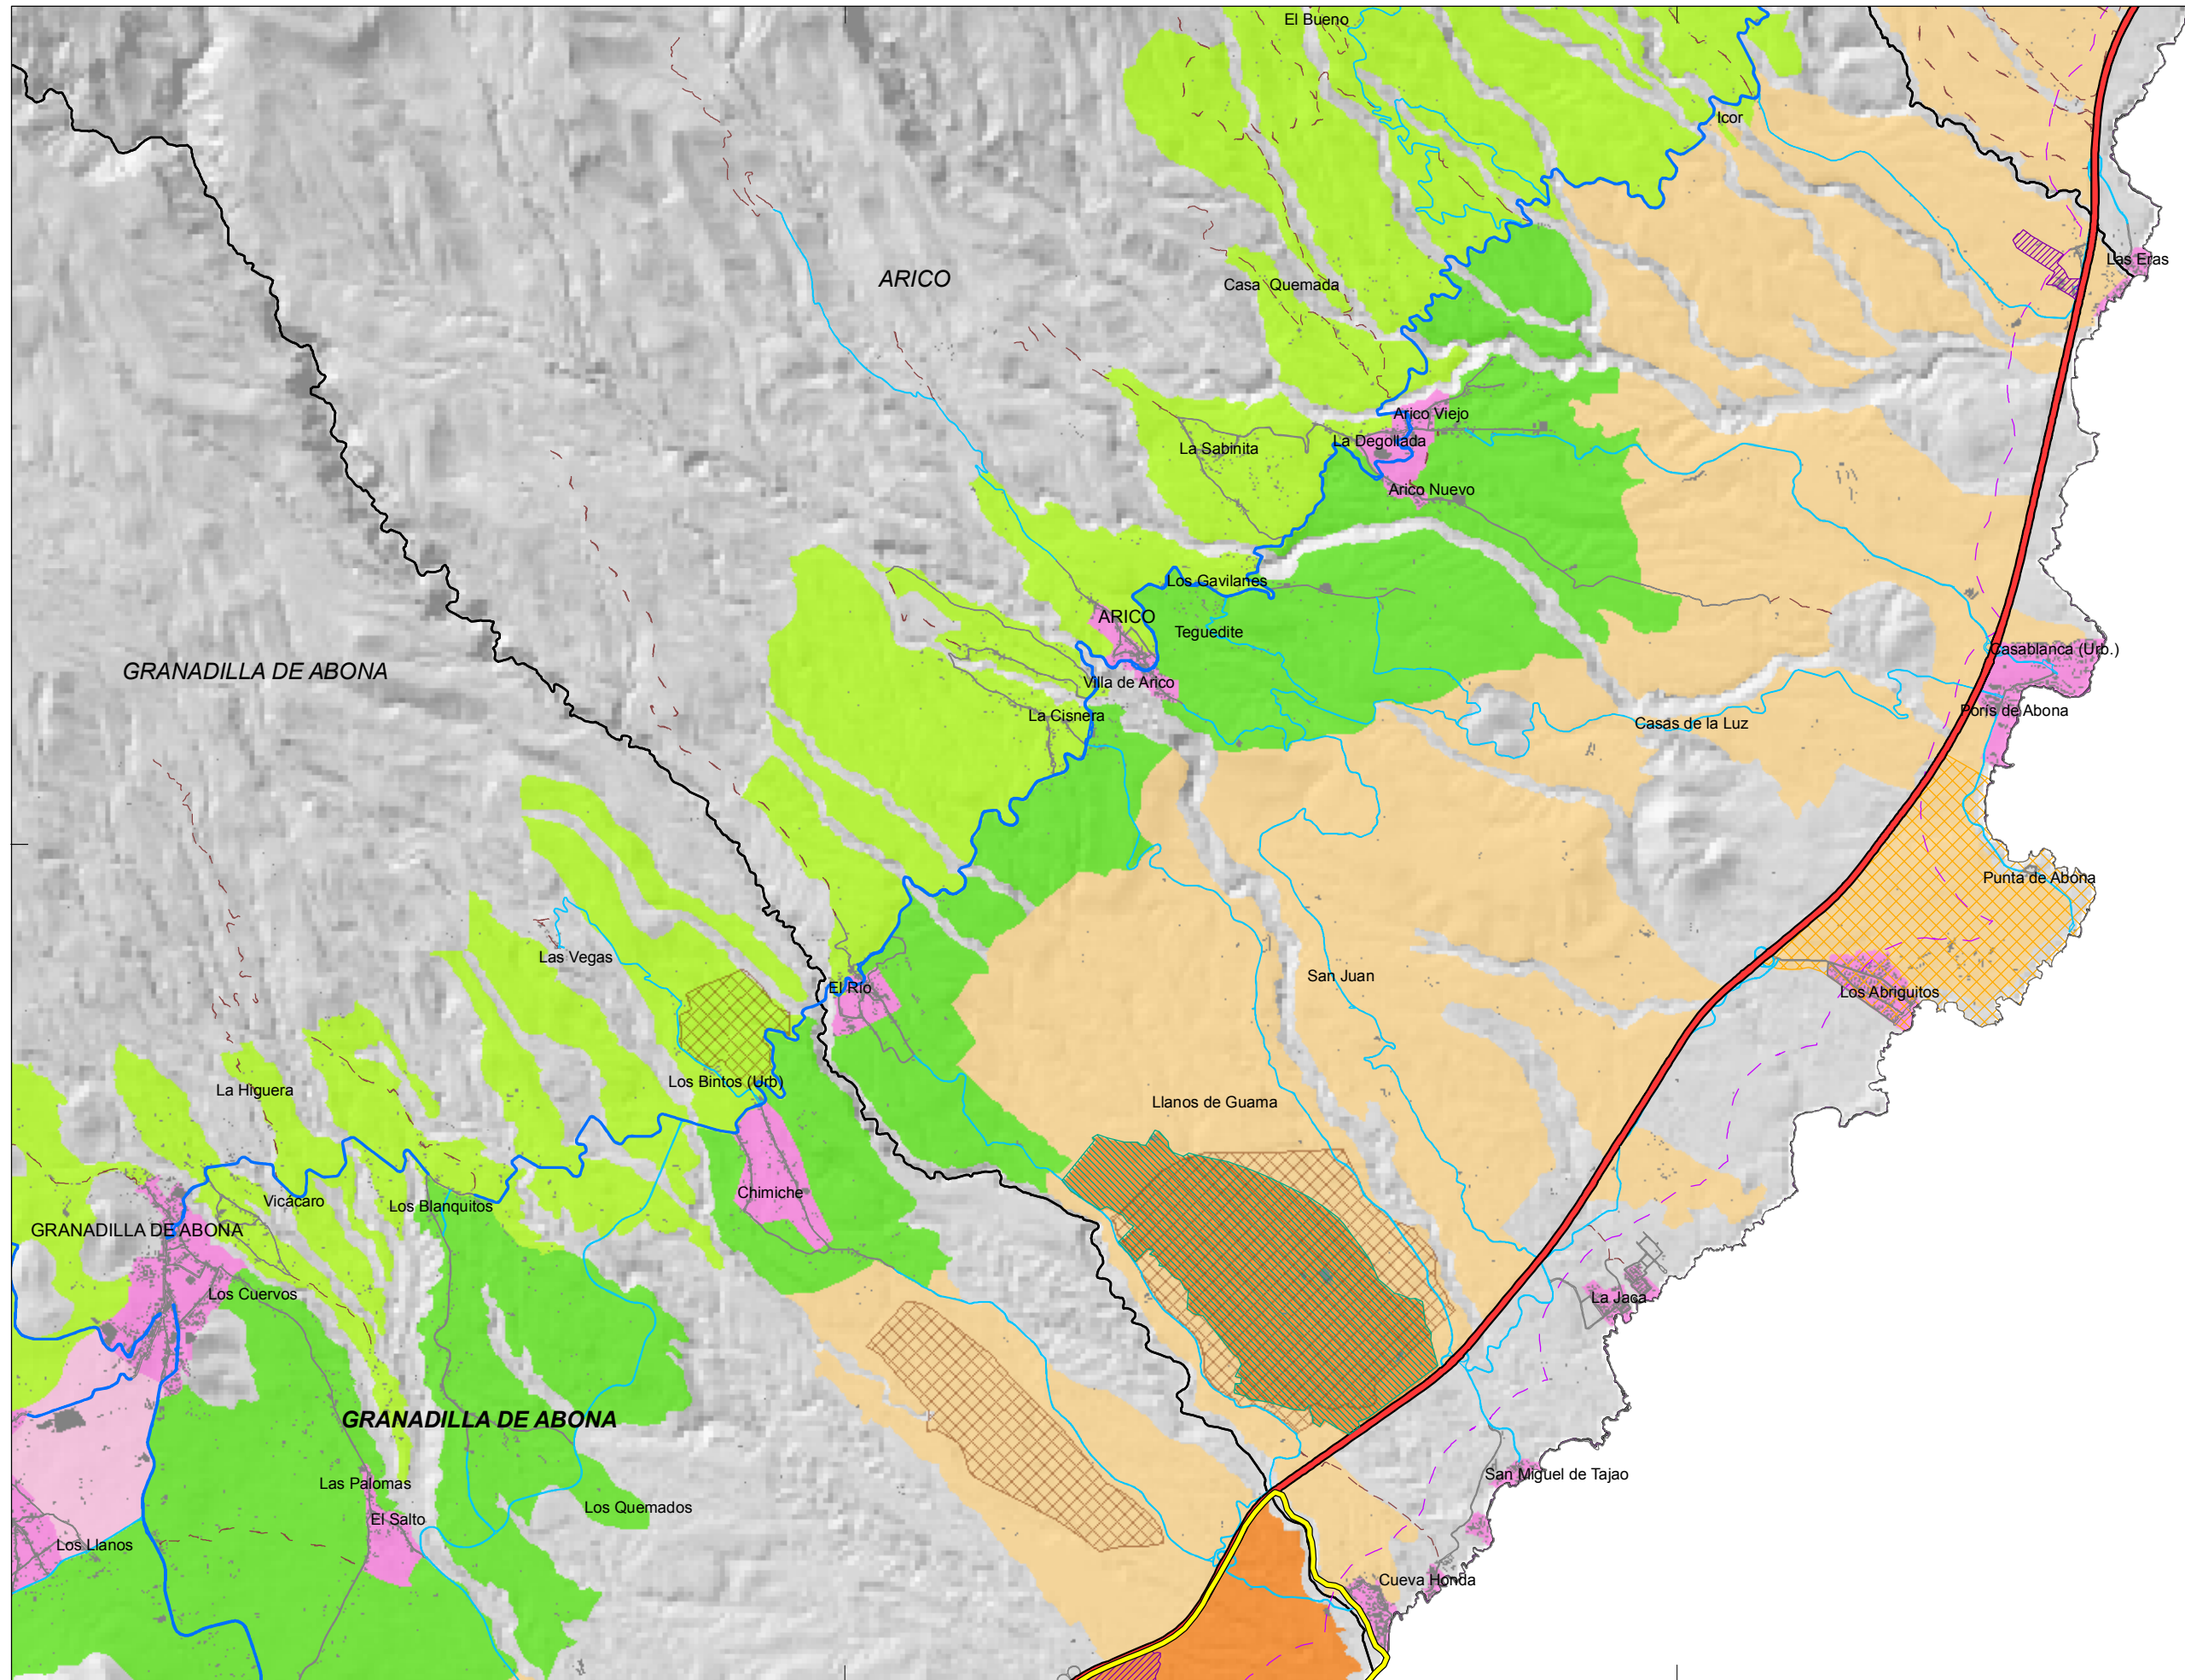 El Bueno
Icor
Las Eras
ARICO
Casa Quemada
Arico Viejo
La Degollada
La Sabinita
Arico Nuevo
Los Gavilanes
ARICO
Teguedite
Casablanca (Urb.)
GRANADILLA DE ABONA
Villa de Arico
La Cisnera
Porís de Abona
Casas de la Luz
Punta de Abona
Las Vegas
San Juan
El Río
Los Abriguitos
Los Bintos (Urb)
La Higuera
Llanos de Guama
Chimiche
Vicácaro
Los Blanquitos
GRANADILLA DE ABONA
Los Cuervos
La Jaca
GRANADILLA DE ABONA
San Miguel de Tajao
Las Palomas
Los Quemados
El Salto
Los Llanos
Cueva Honda